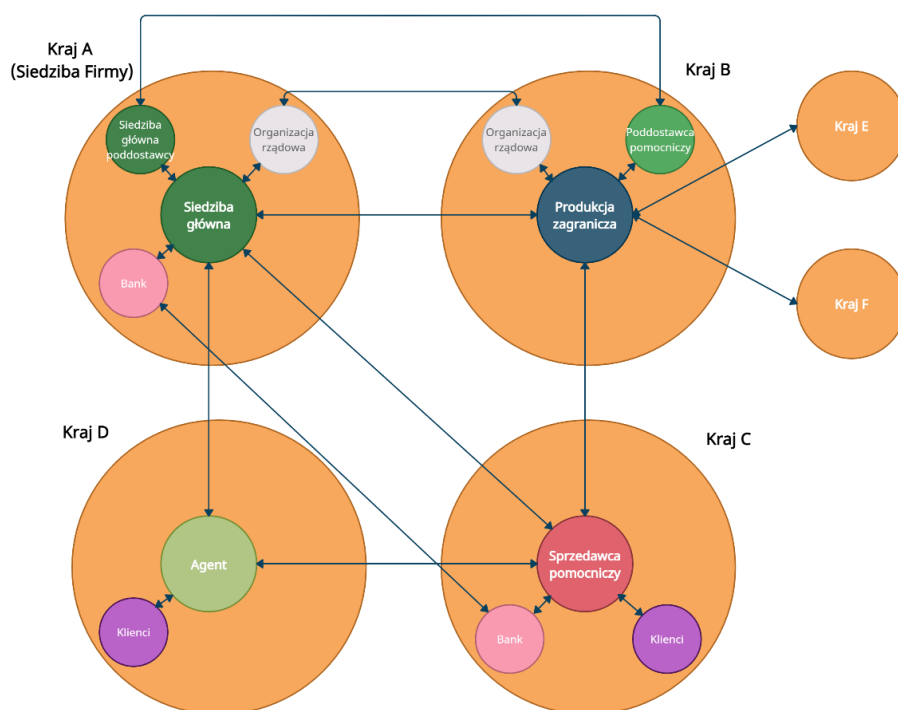 Kraj A
(Siedziba Firmy)
Kraj B
Siedziba
główna
poddostawcy
Organizacja
rządowa
Organizacja
rządowa
Poddostawca
pomocniczy
Kraj E
Siedziba
główna
Produkcja
zagranicza
Bank
Kraj F
Kraj D
Kraj C
Agent
Sprzedawca
pomocniczy
Klienci
Bank
Klienci